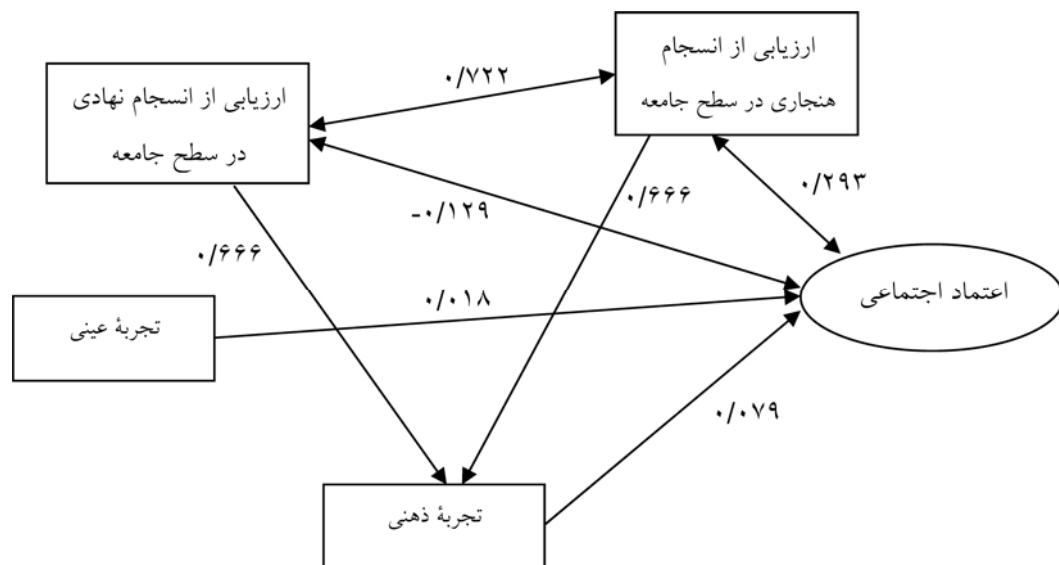 ارزیابی از انسجام
هنجاری در سطح جامعه
۰/۷۲۲
ارزیابی از انسجام نهادی
در سطح جامعه
۰/۲۹۳
۰/۶۶۶
-۰/۱۲۹
۰/۶۶۶
اعتماد اجتماعی
۰/۰۱۸
تجربهٔ عینی
۰/۰۷۹
تجربهٔ ذهنی